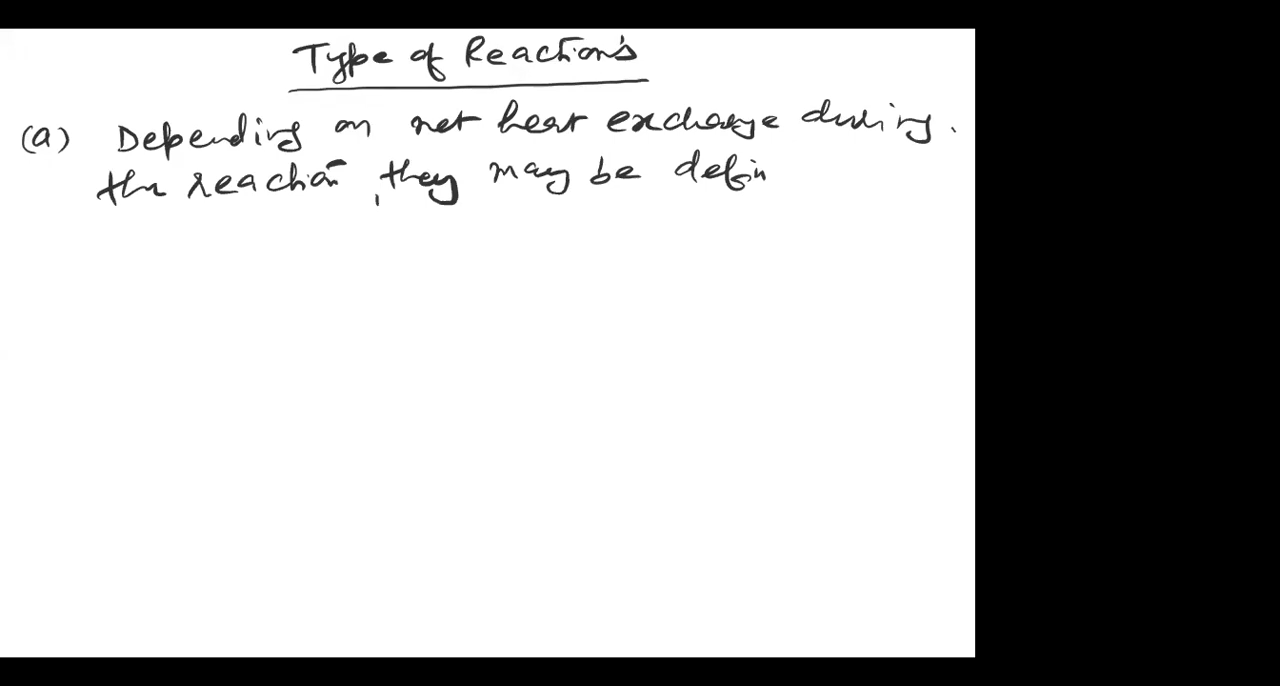 Type of Reactions
(a) Depending on net heat exchange during
the reaction, they may be defin